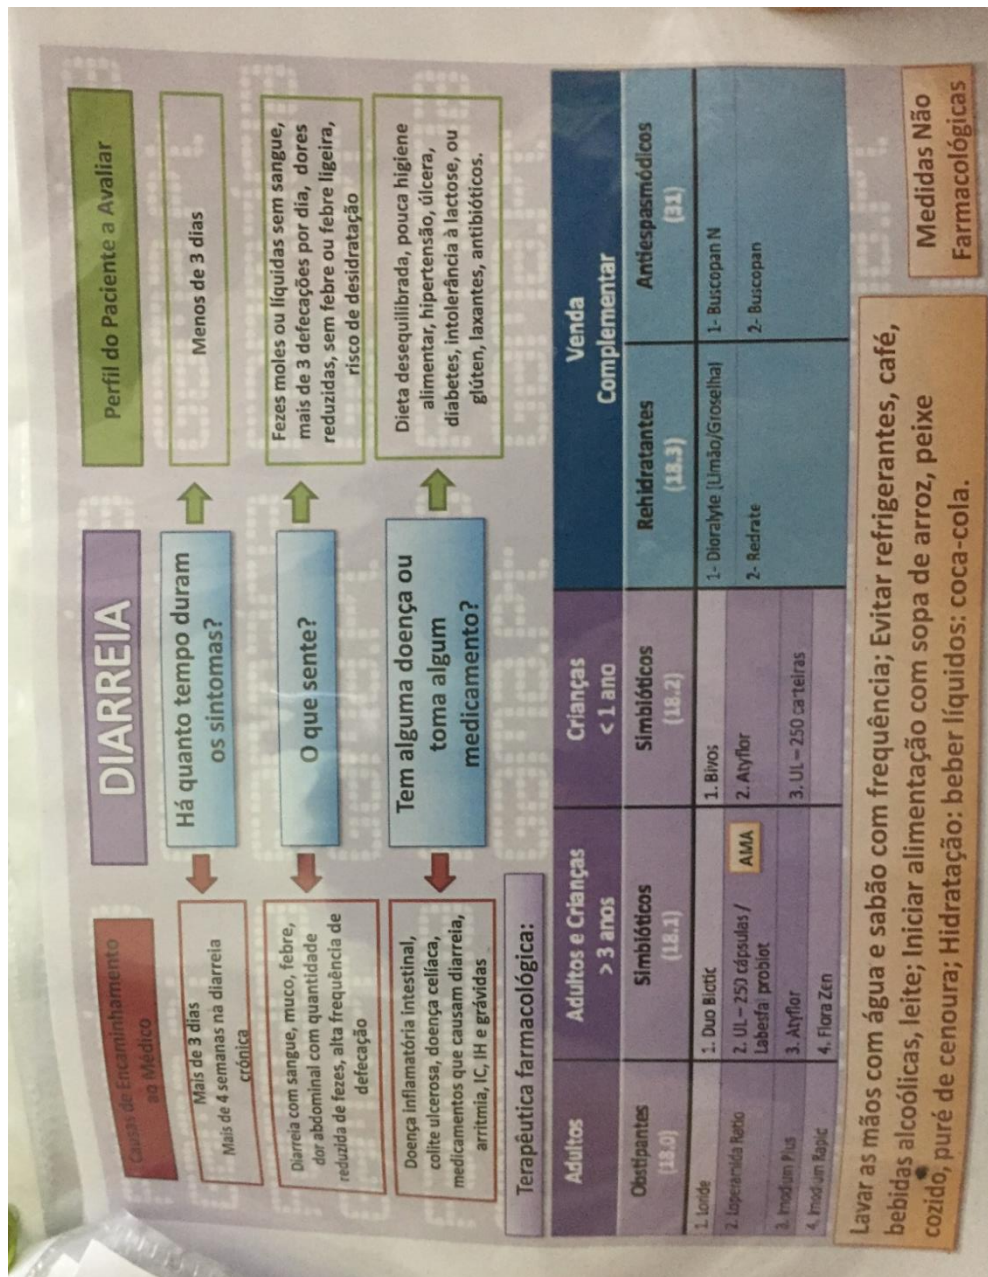 DIARREIA
Causas de Encaminhamento
ao Médico
Perfil do Paciente a Avaliar
Mais de 3 dias
Mais de 4 semanas na diarreia
crónica
Há quanto tempo duram
os sintomas?
Menos de 3 dias
Diarreia com sangue, muco, febre,
dor abdominal com quantidade
reduzida de fezes, alta frequência de
defecação
O que sente?
Fezes moles ou líquidas sem sangue,
mais de 3 defecações por dia, dores
reduzidas, sem febre ou febre ligeira,
risco de desidratação
Doença inflamatória intestinal,
colite ulcerosa, doença celíaca,
medicamentos que causam diarreia,
arritmia, IC, IH e grávidas
Tem alguma doença ou
toma algum
medicamento?
Dieta desequilibrada, pouca higiene
alimentar, hipertensão, úlcera,
diabetes, intolerância à lactose, ou
glúten, laxantes, antibióticos.
Terapêutica farmacológica:
Adultos
Adultos e Crianças
> 3 anos
Crianças
< 1 ano
Venda
Complementar
Obstipantes
(18.0)
Simbióticos
(18.1)
Simbióticos
(18.2)
Rehidratantes
(18.3)
Antiespasmódicos
(31)
1. Loride
2. Loperamida Ratio
3. Imodium Plus
4. Imodium Rapid
1. Duo Biotic
2. UL – 250 cápsulas /
Labesfal probiot
AMA
3. Atyflor
4. Flora Zen
1. Bivos
2. Atyflor
3. UL – 250 carteiras
1- Dioralyte (Limão/Groselha)
2- Redrate
1- Buscopan N
2- Buscopan
Lavar as mãos com água e sabão com frequência; Evitar refrigerantes, café,
bebidas alcoólicas, leite; Iniciar alimentação com sopa de arroz, peixe
cozido, puré de cenoura; Hidratação: beber líquidos: coca-cola.
Medidas Não
Farmacológicas